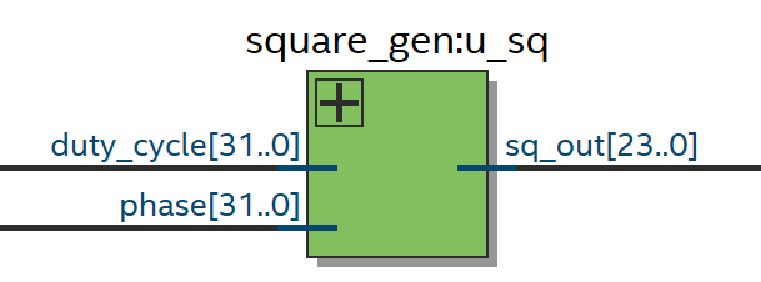 square_gen:u_sq
duty_cycle[31..0]
sq_out[23..0]
phase[31..0]